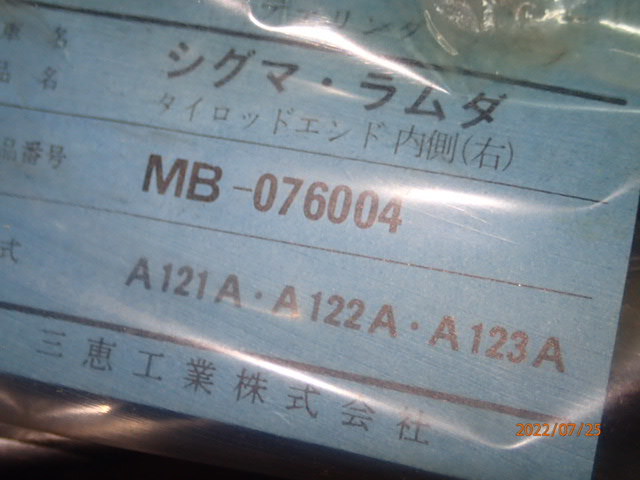 車名 シグマ・ラムダ
品名 タイロッドエンド内側(右)
品番号 MB-076004
式 A121A・A122A・A123A
三恵工業株式会社
2022/07/25